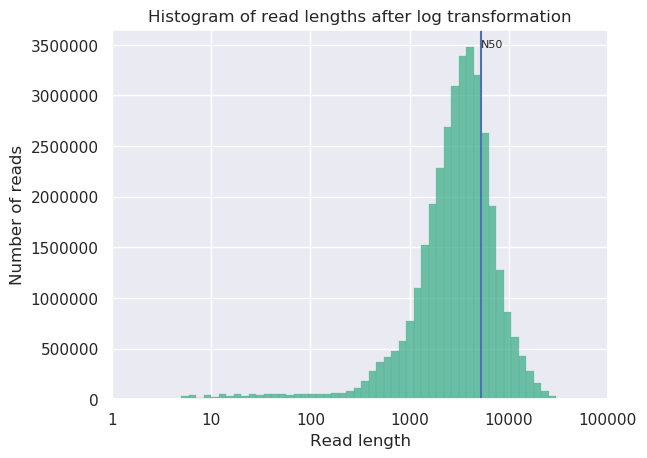 Histogram of read lengths after log transformation
N50
3500000
3000000
2500000
2000000
1500000
1000000
500000
0
Number of reads
1 10 100 1000 10000 100000
Read length